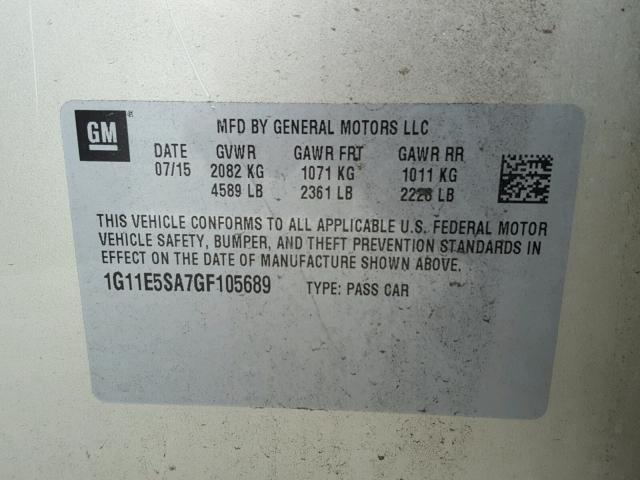 GM
MFD BY GENERAL MOTORS LLC
DATE GVWR GAWR FRT GAWR RR
07/15 2082 KG 1071 KG 1011 KG
4589 LB 2361 LB 2228 LB
THIS VEHICLE CONFORMS TO ALL APPLICABLE U.S. FEDERAL MOTOR
VEHICLE SAFETY, BUMPER, AND THEFT PREVENTION STANDARDS IN
EFFECT ON THE DATE OF MANUFACTURE SHOWN ABOVE.
1G11E5SA7GF105689 TYPE: PASS CAR